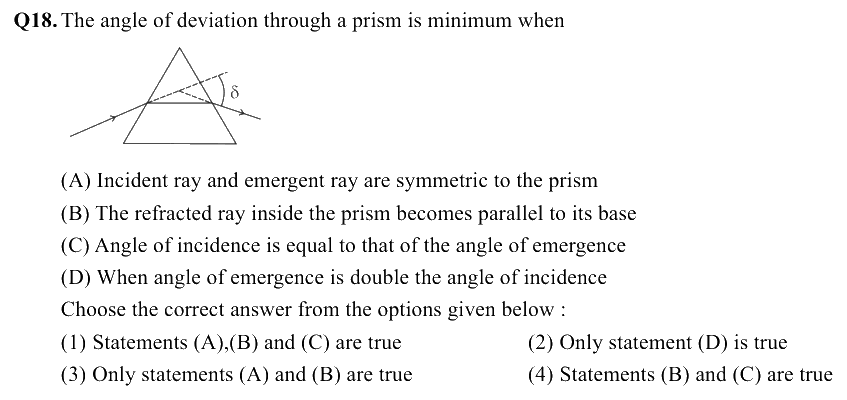 Q18. The angle of deviation through a prism is minimum when
δ
(A) Incident ray and emergent ray are symmetric to the prism
(B) The refracted ray inside the prism becomes parallel to its base
(C) Angle of incidence is equal to that of the angle of emergence
(D) When angle of emergence is double the angle of incidence
Choose the correct answer from the options given below :
(1) Statements (A),(B) and (C) are true
(2) Only statement (D) is true
(3) Only statements (A) and (B) are true
(4) Statements (B) and (C) are true